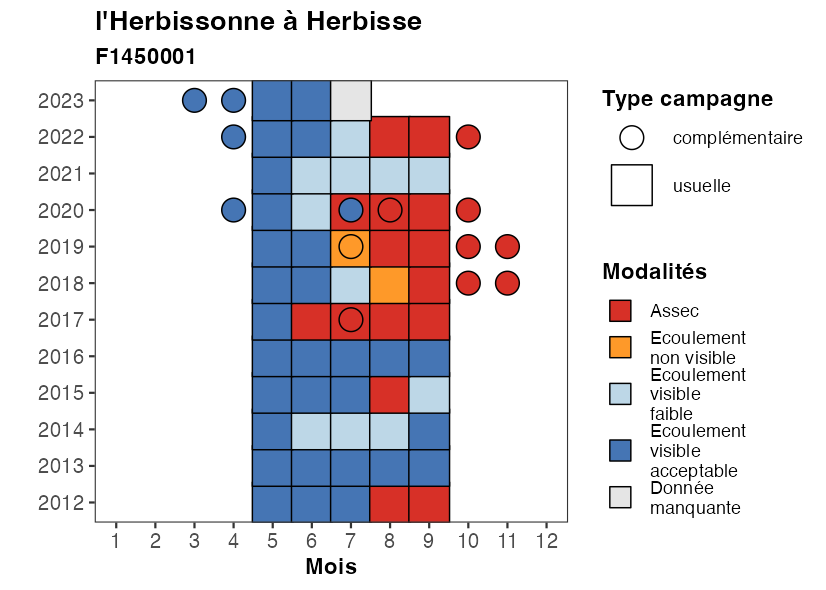 l'Herbissonne à Herbisse
F1450001
2023
2022
2021
2020
2019
2018
2017
2016
2015
2014
2013
2012
1 2 3 4 5 6 7 8 9 10 11 12
Mois
Type campagne
complémentaire
usuelle
Modalités
Assec
Ecoulement
non visible
Ecoulement
visible
faible
Ecoulement
visible
acceptable
Donnée
manquante